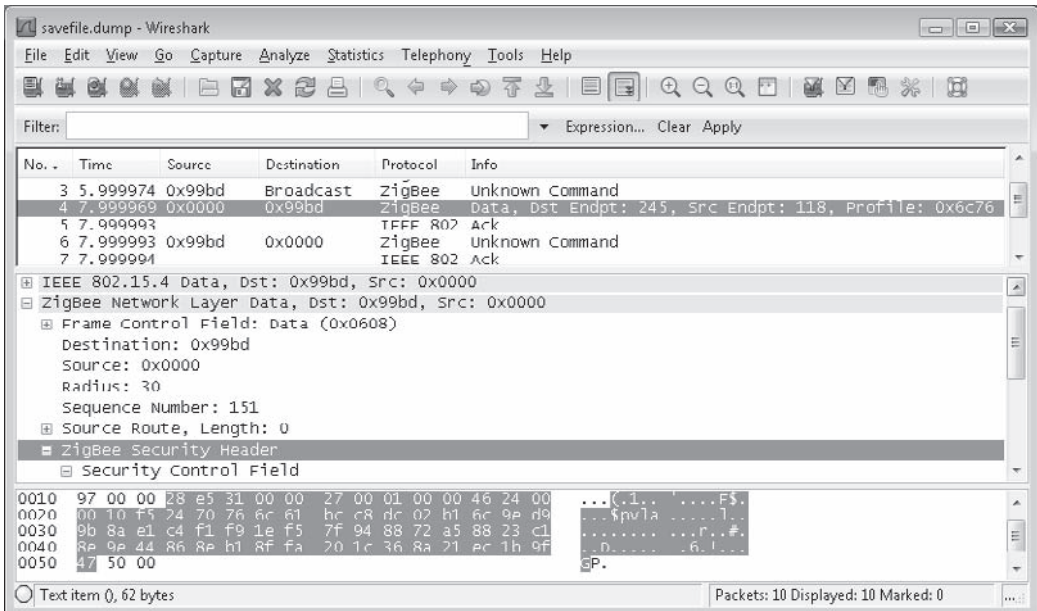 savefile.dump - Wireshark
File Edit View Go Capture Analyze Statistics Telephony Tools Help
Filter: Expression... Clear Apply
No. . Time Source Destination Protocol Info
3 5.999974 0x99bd Broadcast ZigBee Unknown Command
4 7.999969 0x0000 0x99bd ZigBee Data, Dst Endpt: 245, Src Endpt: 118, Profile: 0x6c76
5 7.999993 IEEE 802 Ack
6 7.999993 0x99bd 0x0000 ZigBee Unknown Command
7 7.999994 IEEE 802 Ack
IEEE 802.15.4 Data, Dst: 0x99bd, Src: 0x0000
ZigBee Network Layer Data, Dst: 0x99bd, Src: 0x0000
Frame Control Field: Data (0x0608)
Destination: 0x99bd
Source: 0x0000
Radius: 30
Sequence Number: 151
Source Route, Length: 0
ZigBee Security Header
Security Control Field
0010 97 00 00 28 e5 31 00 00 27 00 01 00 00 46 24 00 ...(.1.. '....F$.
0020 00 10 f5 24 70 76 6c 61 bc c8 dc 02 b1 6c 9e d9 ...$pvla .....l..
0030 9b 8a e1 c4 f1 f9 1e f5 7f 94 88 72 a5 88 23 c1 ........ ...r..#.
0040 8e 9e 44 86 8e b1 8f fa 20 1c 36 8a 21 ec 1b 9f ..D..... .6.!...
0050 47 50 00 GP.
Text item (), 62 bytes Packets: 10 Displayed: 10 Marked: 0 ...